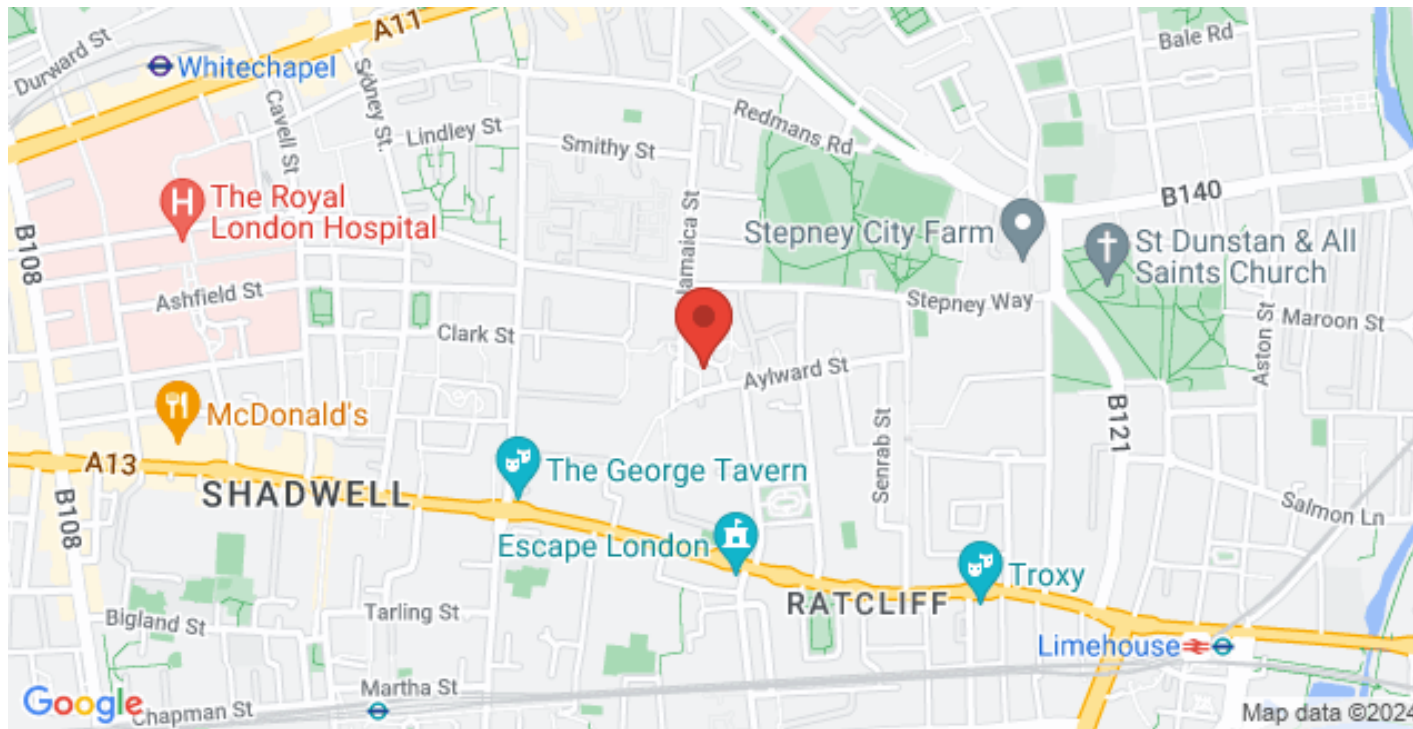 A11
Bale Rd
Durward St
Whitechapel
Sidney St.
Cavell St
Lindley St
Redmans Rd
Smithy St
B140
The Royal
London Hospital
Jamaica St
Stepney City Farm
St Dunstan & All
Saints Church
B108
Ashfield St
Stepney Way
Clark St
Maroon St
Aston St
Aylward St
McDonald's
B121
A13
The George Tavern
Senrab St
SHADWELL
B108
Salmon Ln
Escape London
Troxy
RATCLIFF
Tarling St
Bigland St
Limehouse
Martha St
Google
Chapman St
Map data ©2024